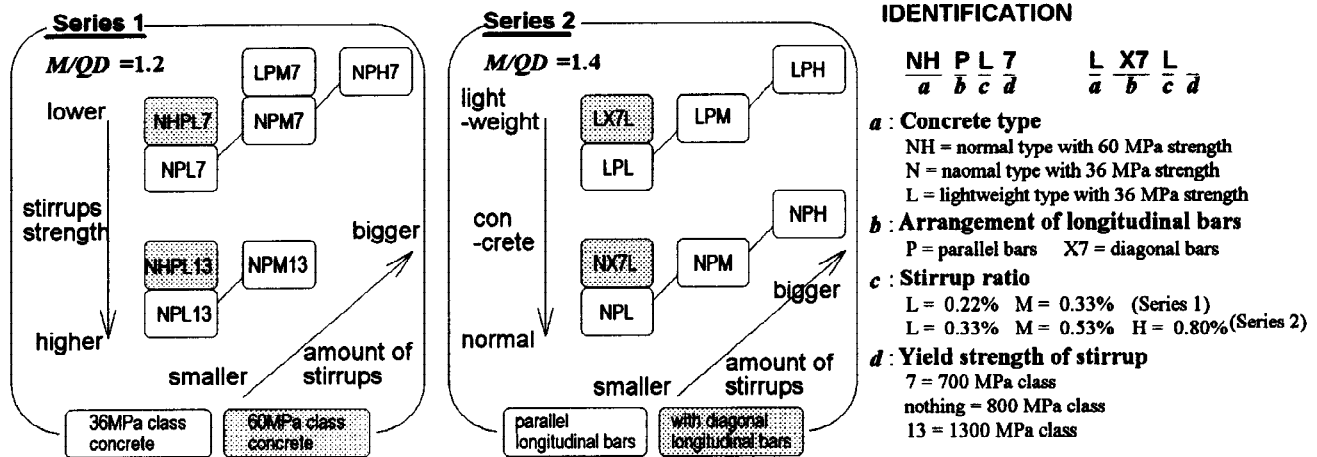 Series 1
M/QD =1.2
lower
stirrups
strength
higher
LPM7
NPH7
NHPL7
NPM7
NPL7
NHPL13
NPM13
NPL13
bigger
smaller
amount of
stirrups
36MPa class
concrete
60MPa class
concrete
Series 2
M/QD =1.4
light
-weight
con
-crete
normal
LPH
LX7L
LPM
LPL
NPH
NX7L
NPM
NPL
bigger
smaller
amount of
stirrups
parallel
longitudinal bars
with diagonal
longitudinal bars
IDENTIFICATION
NH P L 7 L X7 L
a b c d a b c d
a : Concrete type
NH = normal type with 60 MPa strength
N = naomal type with 36 MPa strength
L = lightweight type with 36 MPa strength
b : Arrangement of longitudinal bars
P = parallel bars X7 = diagonal bars
c : Stirrup ratio
L = 0.22% M = 0.33% (Series 1)
L = 0.33% M = 0.53% H = 0.80% (Series 2)
d : Yield strength of stirrup
7 = 700 MPa class
nothing = 800 MPa class
13 = 1300 MPa class